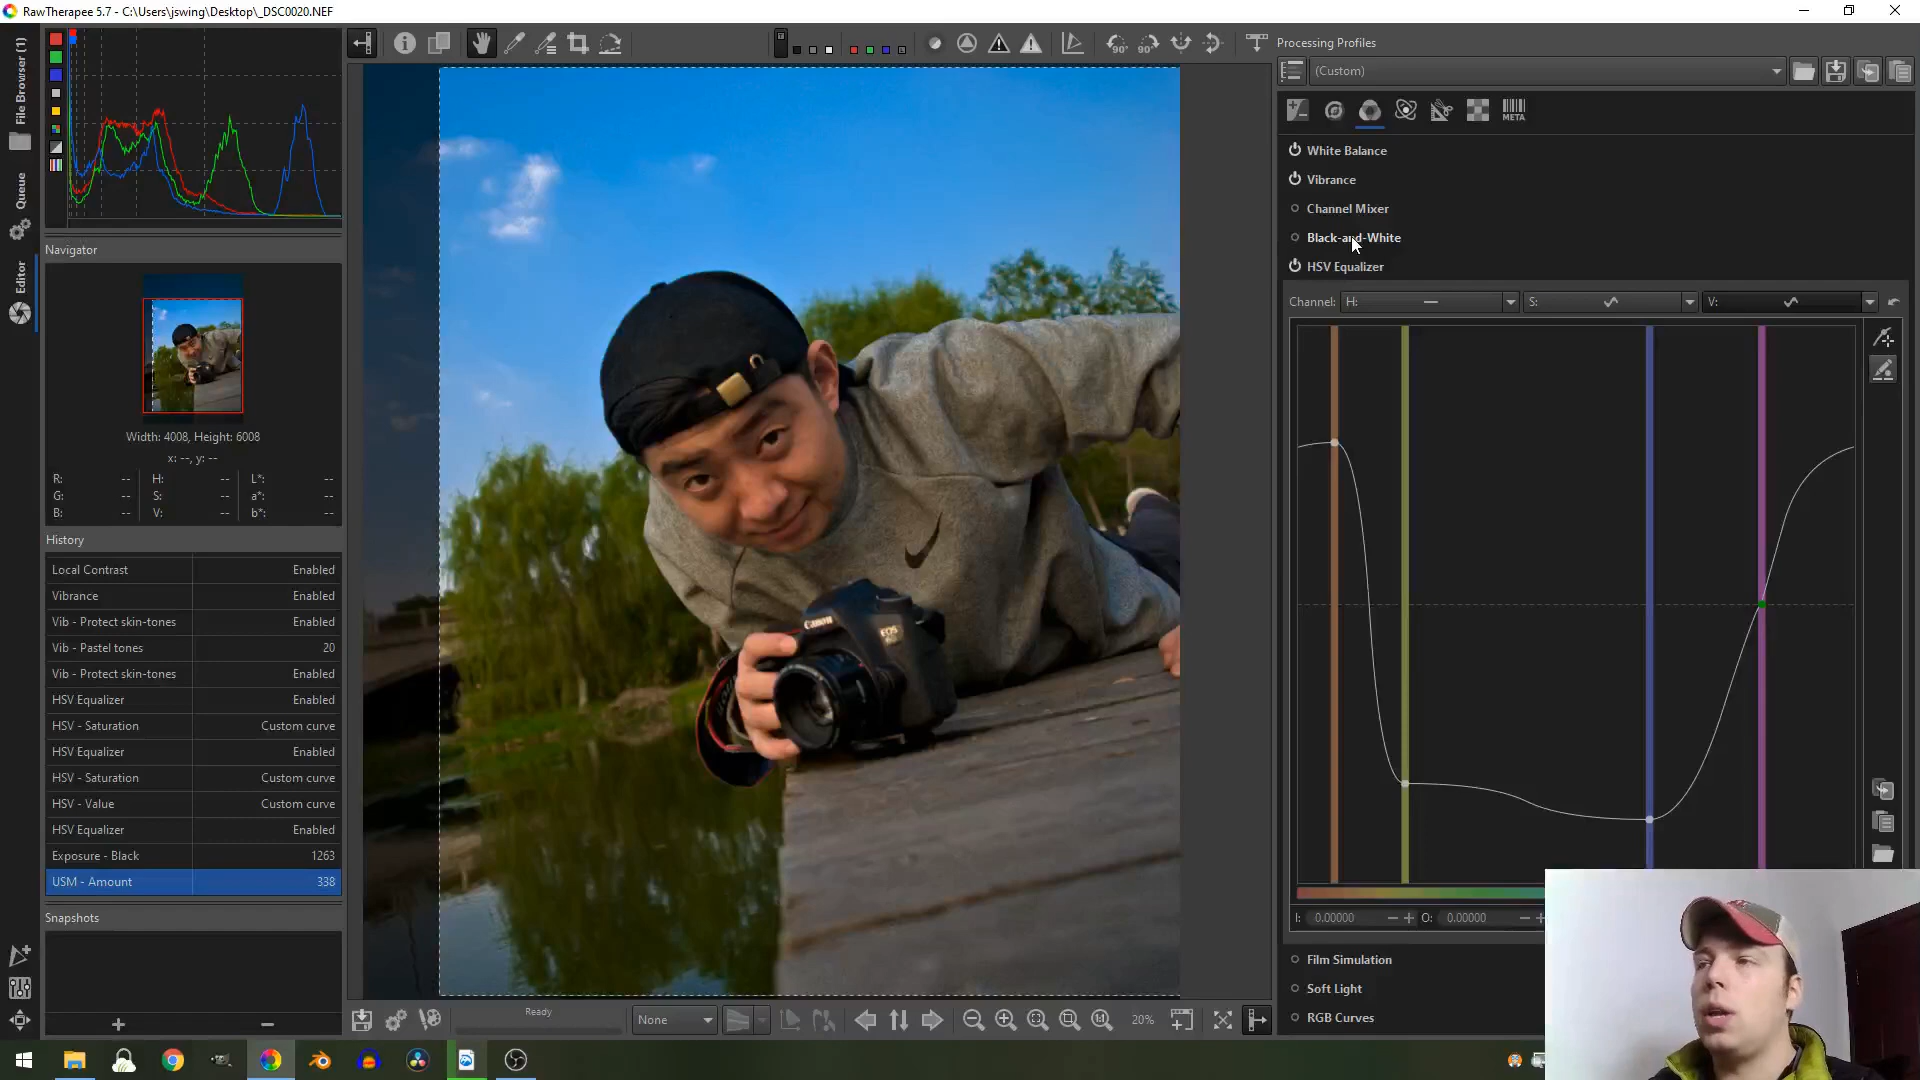 RawTherapee 5.7 - C:\Users\jswing\Desktop\_DSC0020.NEF
File Browser (1)
Queue
Editor
Navigator
Width: 4008, Height: 6008
x: --, y: --
R: -- H: -- L*: --
G: -- S: -- a*: --
B: -- V: -- b*: --
History
Local Contrast Enabled
Vibrance Enabled
Vib - Protect skin-tones Enabled
Vib - Pastel tones 20
Vib - Protect skin-tones Enabled
HSV Equalizer Enabled
HSV - Saturation Custom curve
HSV Equalizer Enabled
HSV - Saturation Custom curve
HSV - Value Custom curve
HSV Equalizer Enabled
Exposure - Black 1263
USM - Amount 338
Snapshots
Canon
EOS
Ready
None
20%
Processing Profiles
(Custom)
META
White Balance
Vibrance
Channel Mixer
Black-and-White
HSV Equalizer
Channel: H: S: V:
I: 0.00000 O: 0.00000
Film Simulation
Soft Light
RGB Curves